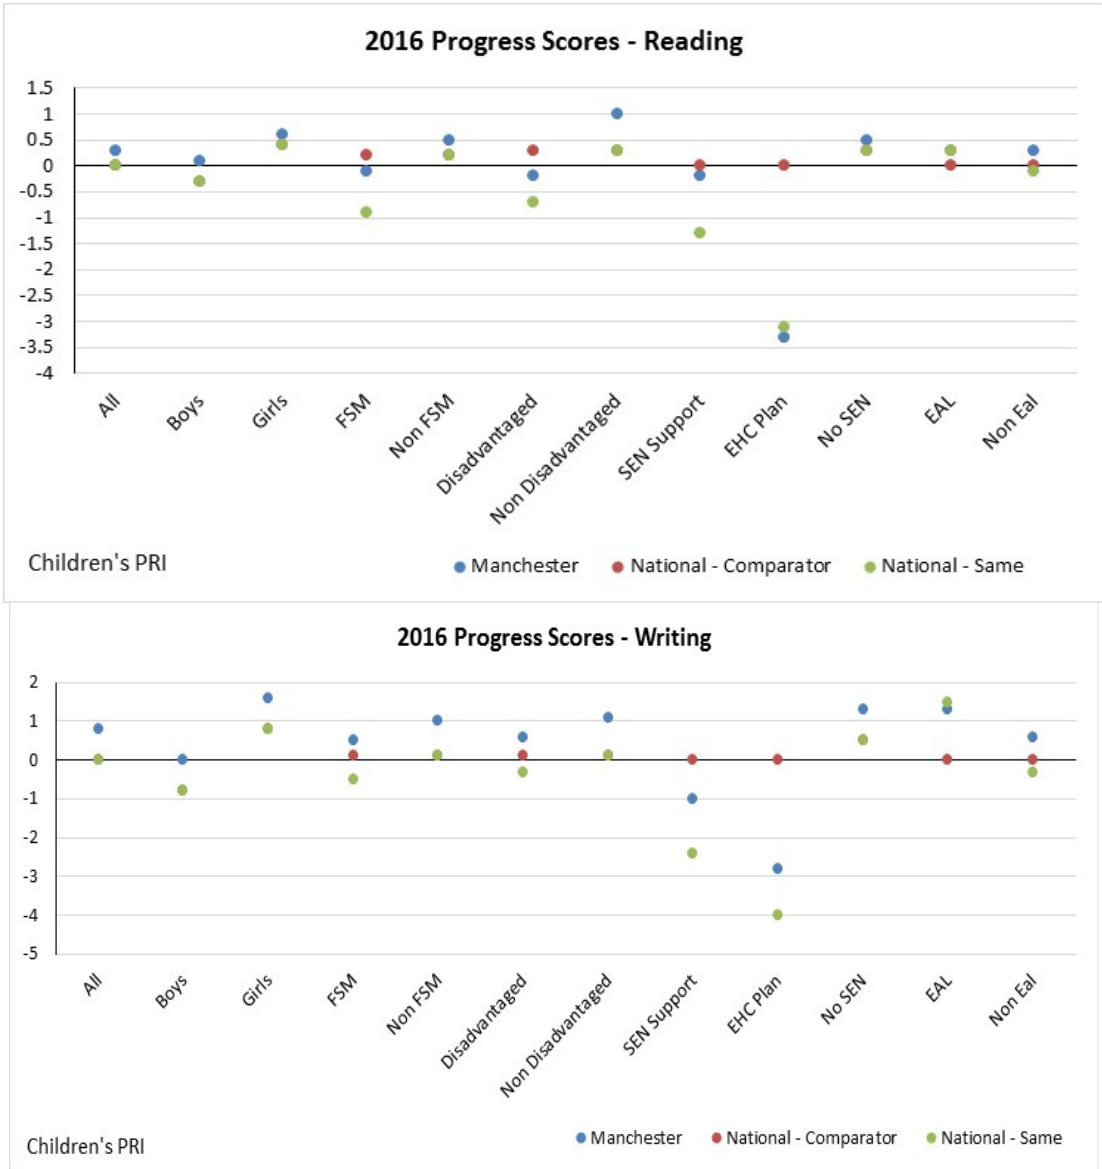 2016 Progress Scores - Reading
1.5
1
0.5
0
-0.5
-1
-1.5
-2
-2.5
-3
-3.5
-4
All
Boys
Girls
FSM
Non FSM
Disadvantaged
Non Disadvantaged
SEN Support
EHC Plan
No SEN
EAL
Non Eal
Children's PRI
Manchester National - Comparator National - Same
2016 Progress Scores - Writing
2
1
0
-1
-2
-3
-4
-5
All
Boys
Girls
FSM
Non FSM
Disadvantaged
Non Disadvantaged
SEN Support
EHC Plan
No SEN
EAL
Non Eal
Children's PRI
Manchester National - Comparator National - Same